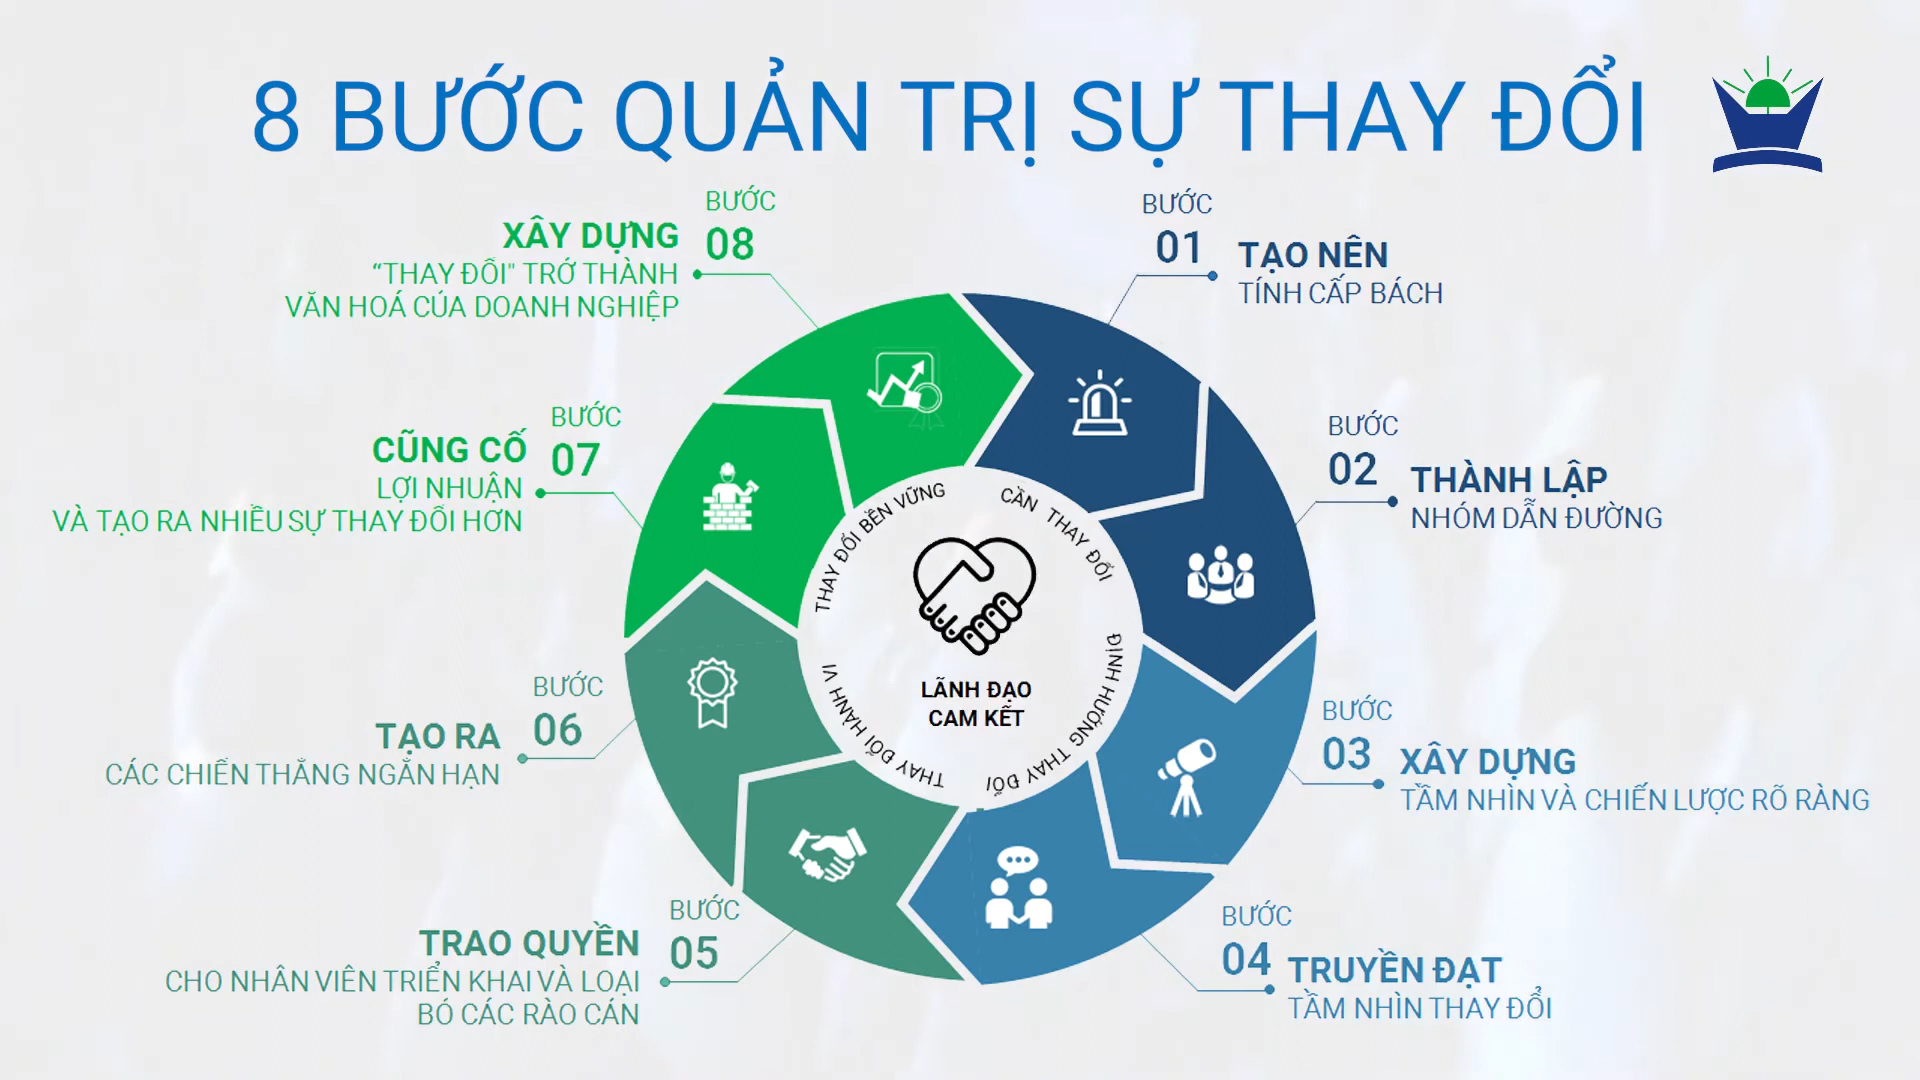 8 BƯỚC QUẢN TRỊ SỰ THAY ĐỔI
BƯỚC
01
TẠO NÊN
TÍNH CẤP BÁCH
BƯỚC
02
THÀNH LẬP
NHÓM DẪN ĐƯỜNG
BƯỚC
03
XÂY DỰNG
TẦM NHÌN VÀ CHIẾN LƯỢC RÕ RÀNG
BƯỚC
04
TRUYỀN ĐẠT
TẦM NHÌN THAY ĐỔI
BƯỚC
05
TRAO QUYỀN
CHO NHÂN VIÊN TRIỂN KHAI VÀ LOẠI
BỎ CÁC RÀO CẢN
BƯỚC
06
TẠO RA
CÁC CHIẾN THẮNG NGẮN HẠN
BƯỚC
07
CŨNG CỐ
LỢI NHUẬN
VÀ TẠO RA NHIỀU SỰ THAY ĐỔI HƠN
BƯỚC
08
XÂY DỰNG
“THAY ĐỔI" TRỞ THÀNH
VĂN HOÁ CỦA DOANH NGHIỆP
CẦN THAY ĐỔI
ĐỊNH HƯỚNG THAY ĐỔI
THAY ĐỔI HÀNH VI
THAY ĐỔI BỀN VỮNG
LÃNH ĐẠO
CAM KẾT